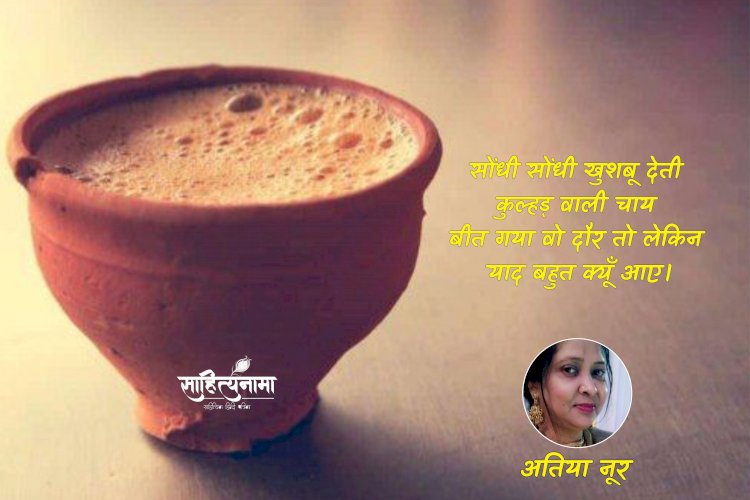 सोंधी सोंधी खुशबू देती
कुल्हड़ वाली चाय
बीत गया वो दौर तो लेकिन
याद बहुत क्यूँ आए।
साहित्यनामा
अतिया नूर